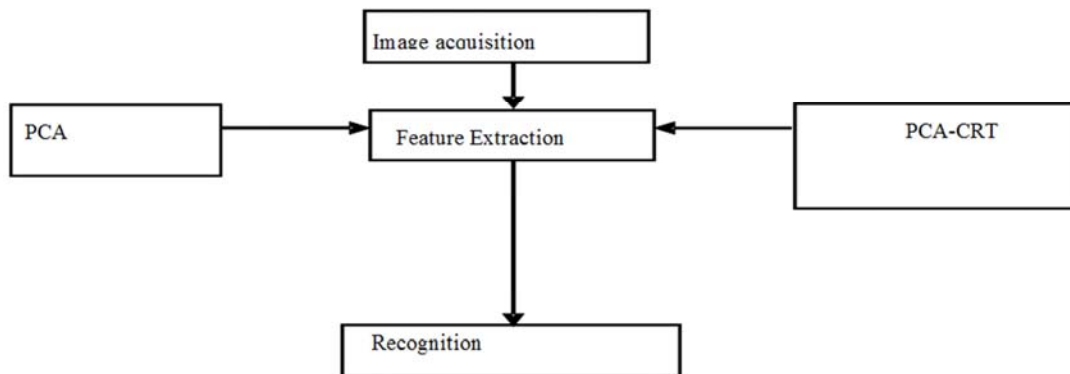 Image acquisition
PCA
Feature Extraction
PCA-CRT
Recognition